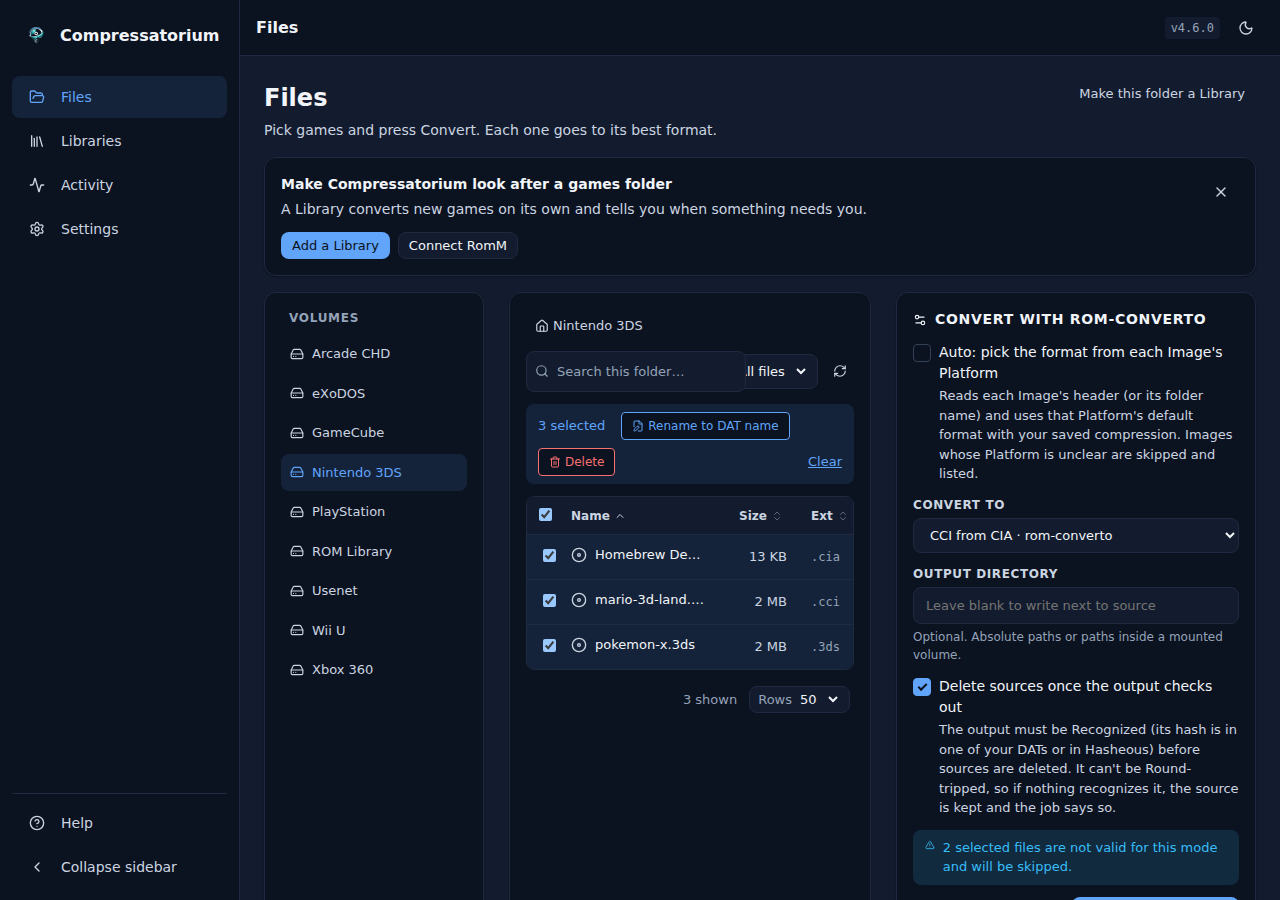 Compressatorium
Files
Libraries
Activity
Settings
Help
Collapse sidebar
Files
v4.6.0
Files
Make this folder a Library
Pick games and press Convert. Each one goes to its best format.
Make Compressatorium look after a games folder
A Library converts new games on its own and tells you when something needs you.
Add a Library
Connect RomM
VOLUMES
Arcade CHD
eXoDOS
GameCube
Nintendo 3DS
PlayStation
ROM Library
Usenet
Wii U
Xbox 360
Nintendo 3DS
Search this folder…
ll files
3 selected
Rename to DAT name
Delete
Clear
Name
Size
Ext
Homebrew De…
13 KB
.cia
mario-3d-land.…
2 MB
.cci
pokemon-x.3ds
2 MB
.3ds
3 shown
Rows 50
CONVERT WITH ROM-CONVERTO
Auto: pick the format from each Image's
Platform
Reads each Image's header (or its folder
name) and uses that Platform's default
format with your saved compression. Images
whose Platform is unclear are skipped and
listed.
CONVERT TO
CCI from CIA · rom-converto
OUTPUT DIRECTORY
Leave blank to write next to source
Optional. Absolute paths or paths inside a mounted
volume.
Delete sources once the output checks
out
The output must be Recognized (its hash is in
one of your DATs or in Hasheous) before
sources are deleted. It can't be Round-
tripped, so if nothing recognizes it, the source
is kept and the job says so.
2 selected files are not valid for this mode
and will be skipped.